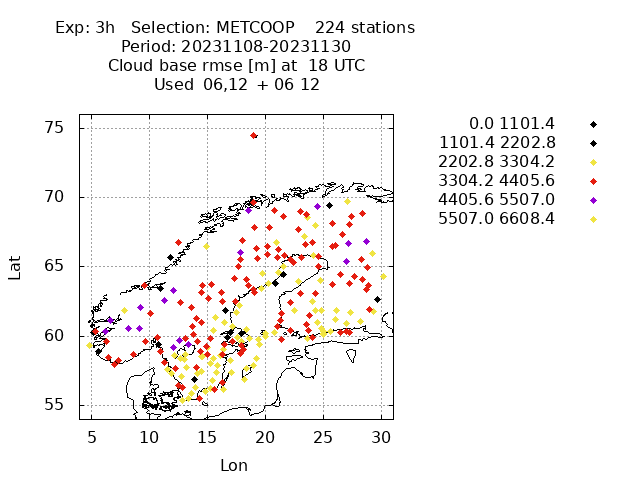 Exp: 3h   Selection: METCOOP    224 stations
Period: 20231108-20231130
Cloud base rmse [m] at  18 UTC
Used  06,12  + 06 12
0.0 1101.4
1101.4 2202.8
2202.8 3304.2
3304.2 4405.6
4405.6 5507.0
5507.0 6608.4
75
70
65
60
55
Lat
5 10 15 20 25 30
Lon